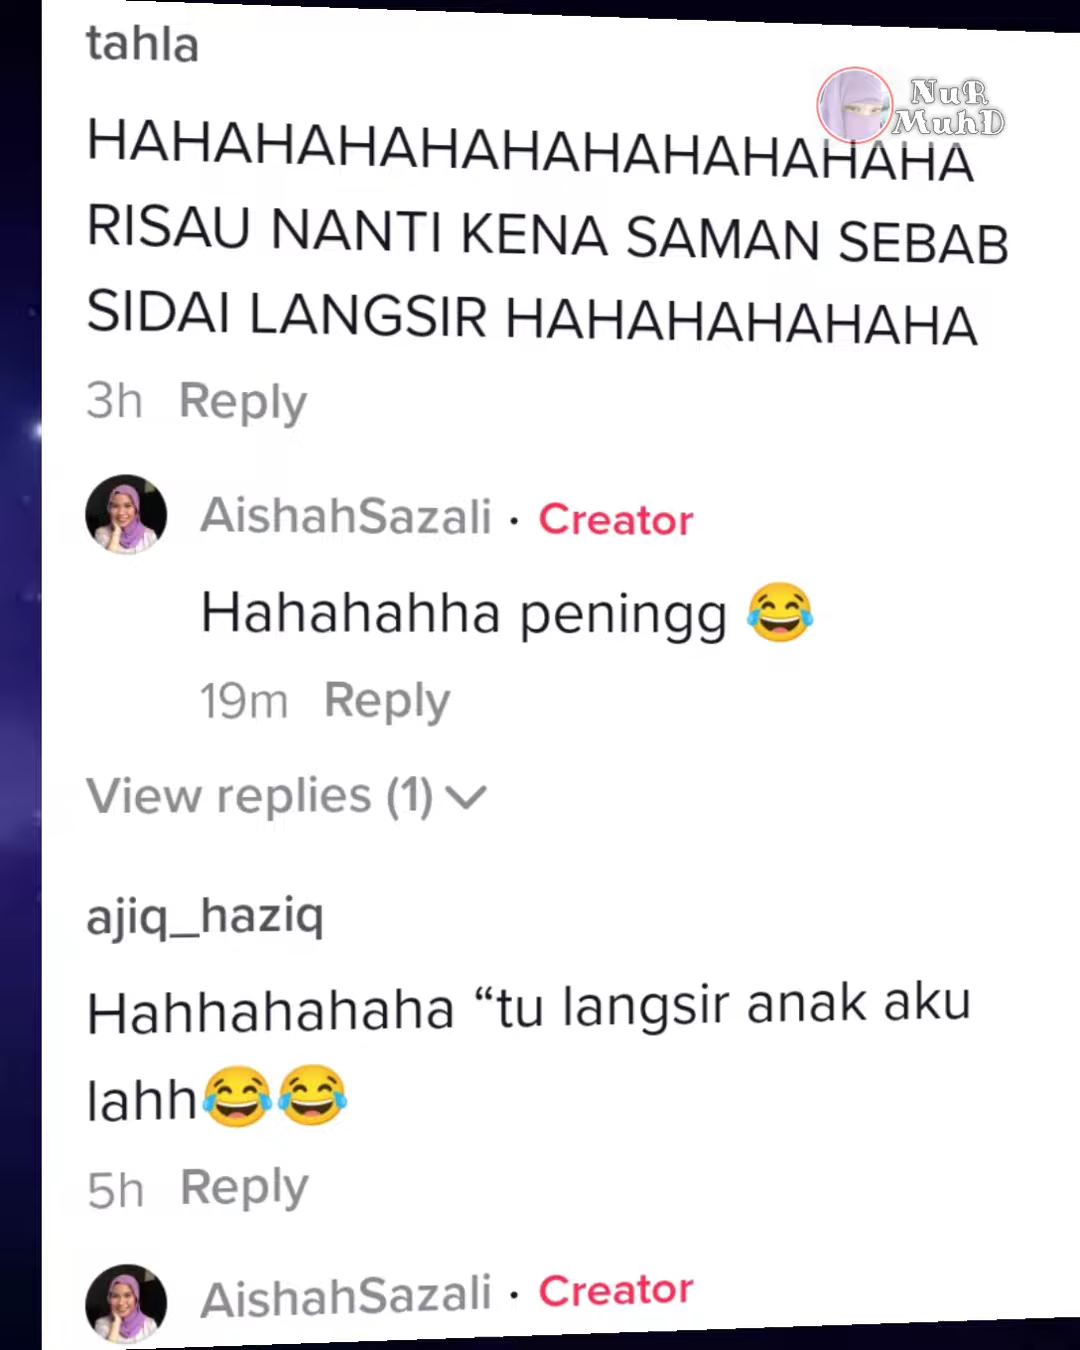 tahla
NuR
MuhD
HAHAHAHAHAHAHAHAHAHAHA
RISAU NANTI KENA SAMAN SEBAB
SIDAI LANGSIR HAHAHAHAHAHA
3h Reply
AishahSazali · Creator
Hahahahha peningg 😂
19m Reply
View replies (1)
ajiq_haziq
Hahhahahaha “tu langsir anak aku
lahh😂😂
5h Reply
AishahSazali · Creator